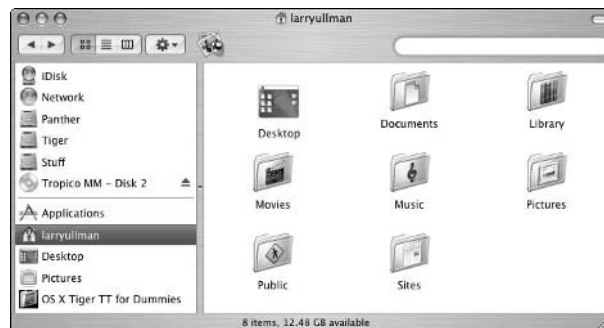 larryullman
iDisk
Network
Panther
Tiger
Stuff
Tropico MM – Disk 2
Applications
larryullman
Desktop
Pictures
OS X Tiger TT for Dummies
Desktop
Documents
Library
Movies
Music
Pictures
Public
Sites
8 items, 12.48 GB available